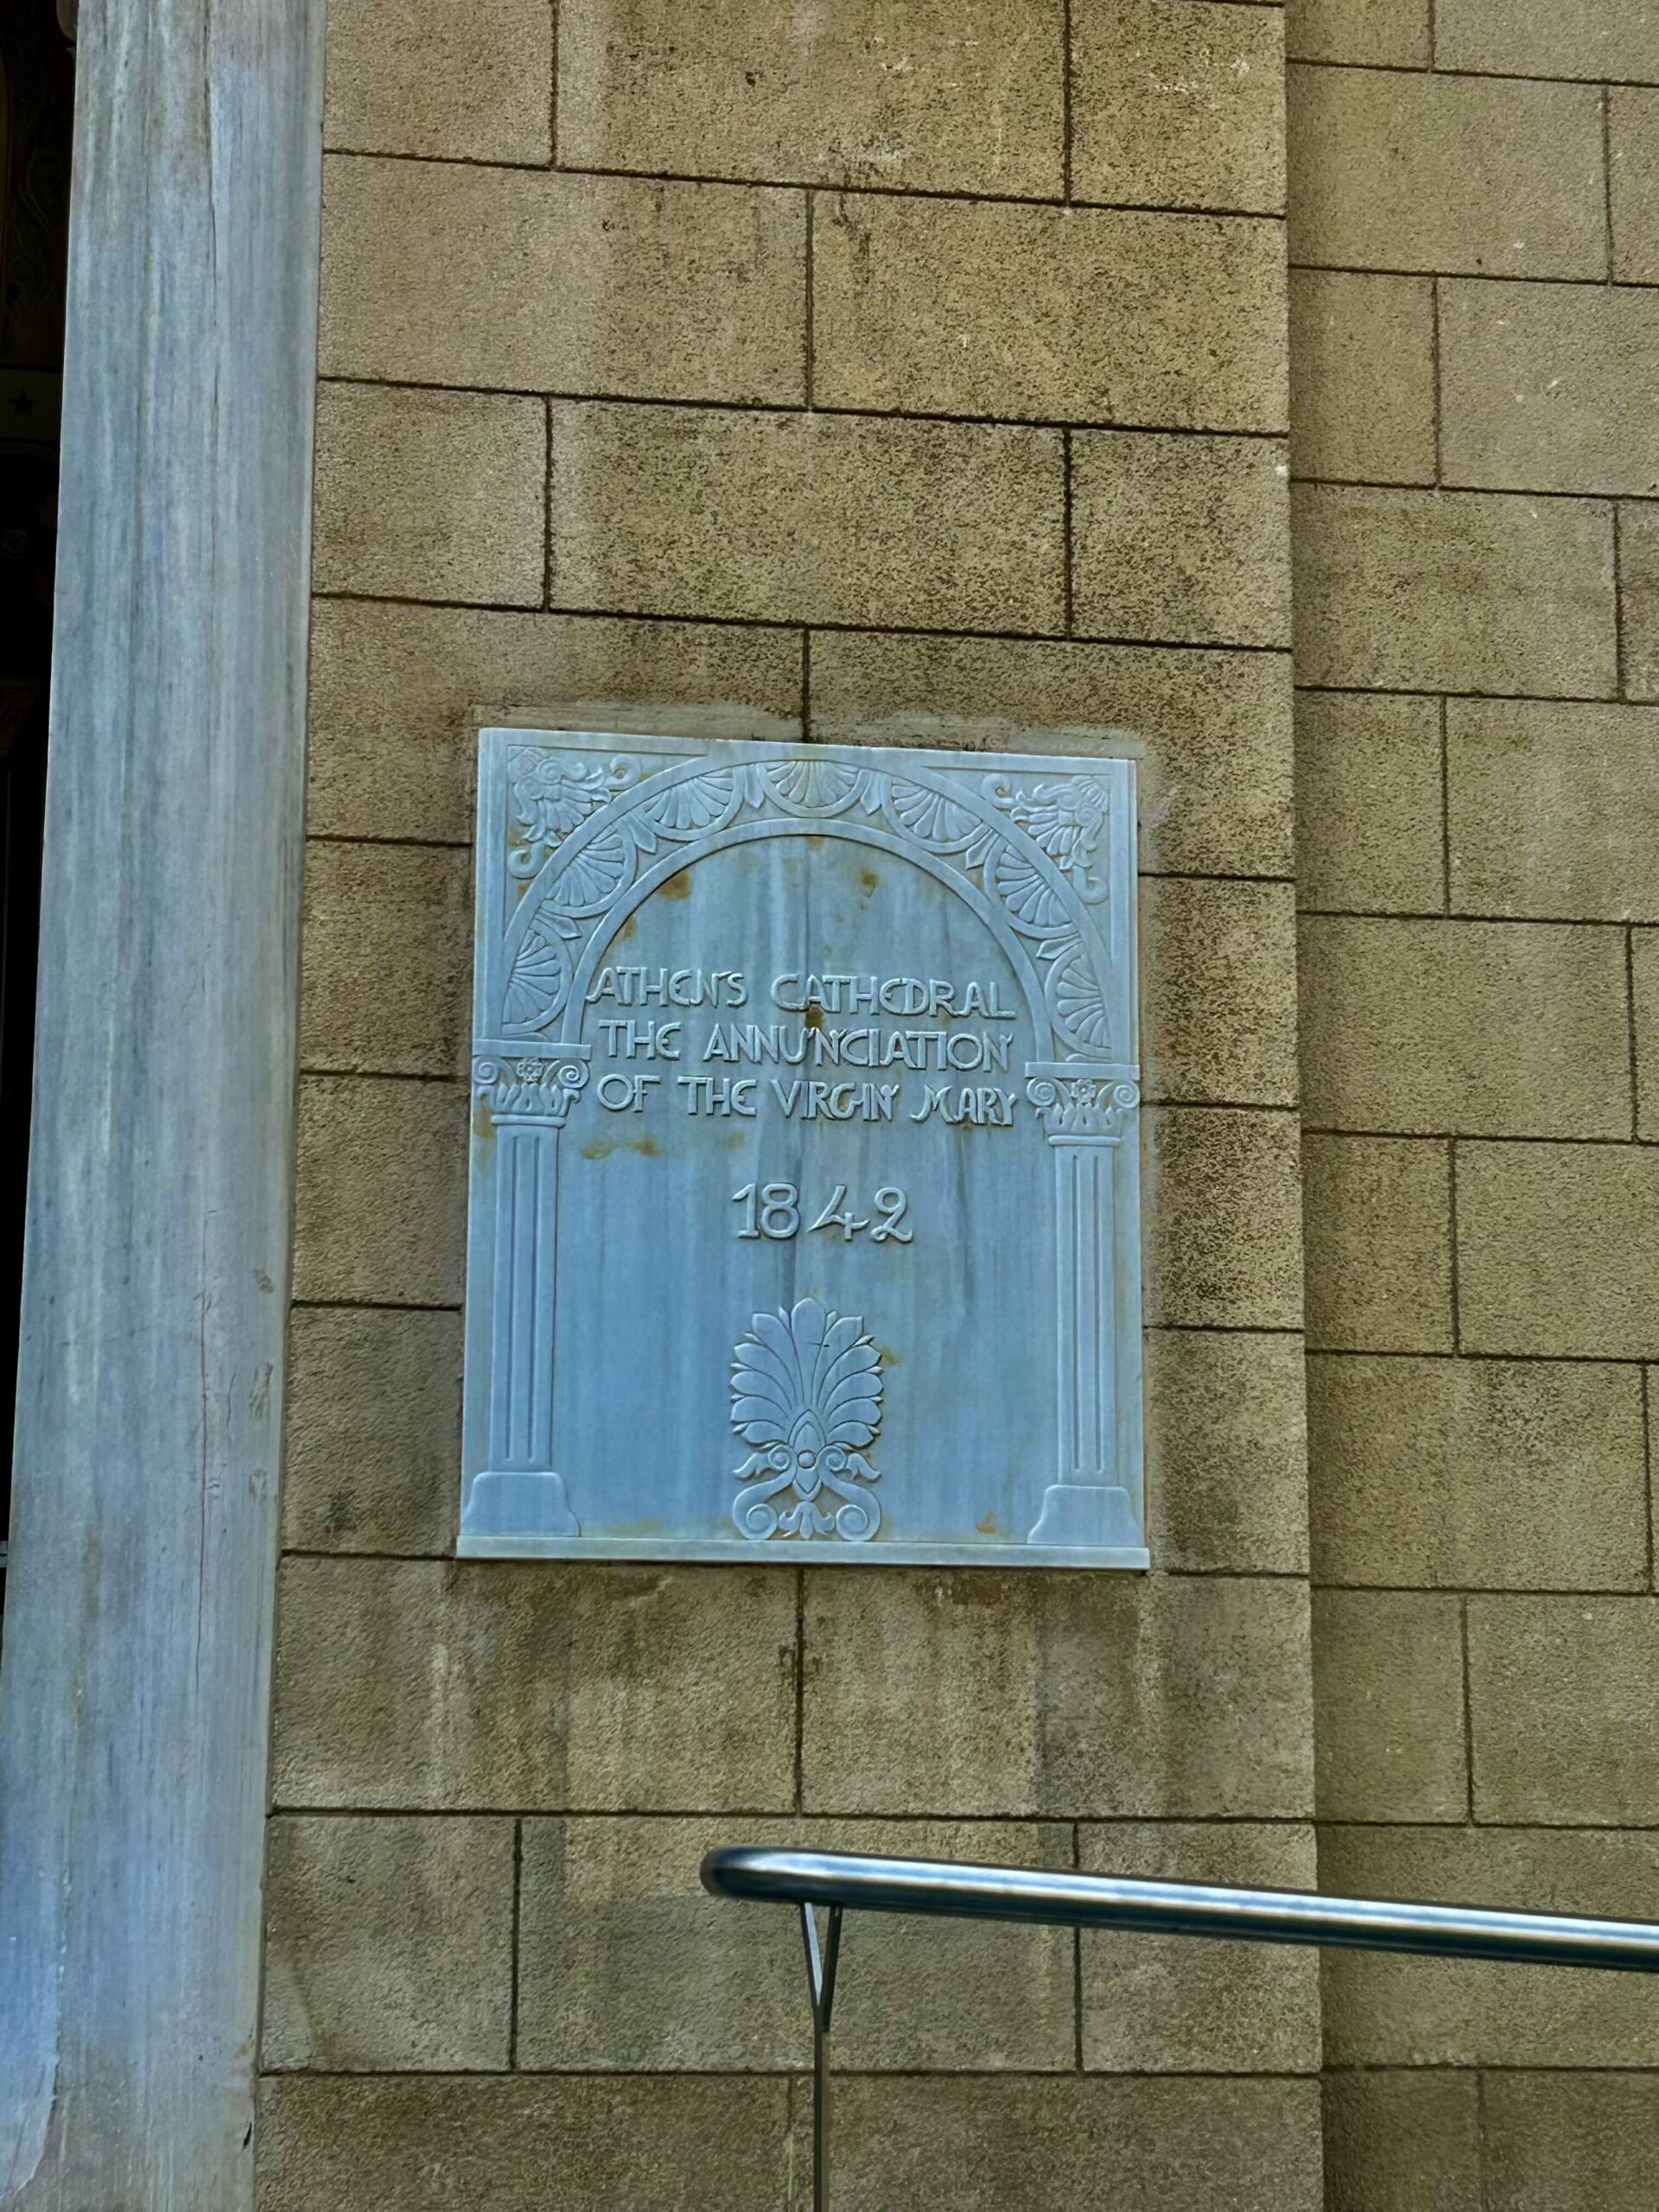 ATHENS CATHEDRAL
THE ANNUNCIATION
OF THE VIRGIN MARY
1842